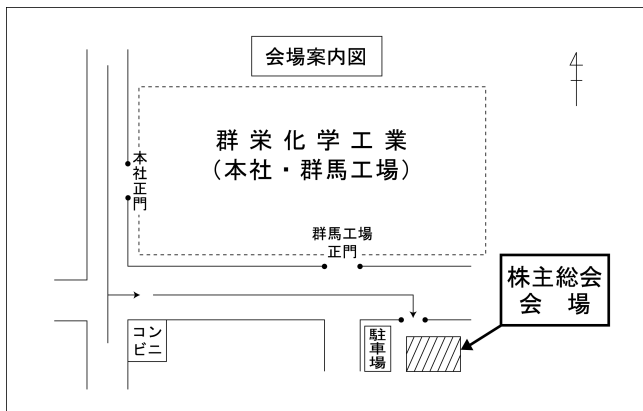 会場案内図
群栄化学工業
（本社・群馬工場）
本社正門
群馬工場
正門
株主総会
会場
コン
ビニ
駐車場